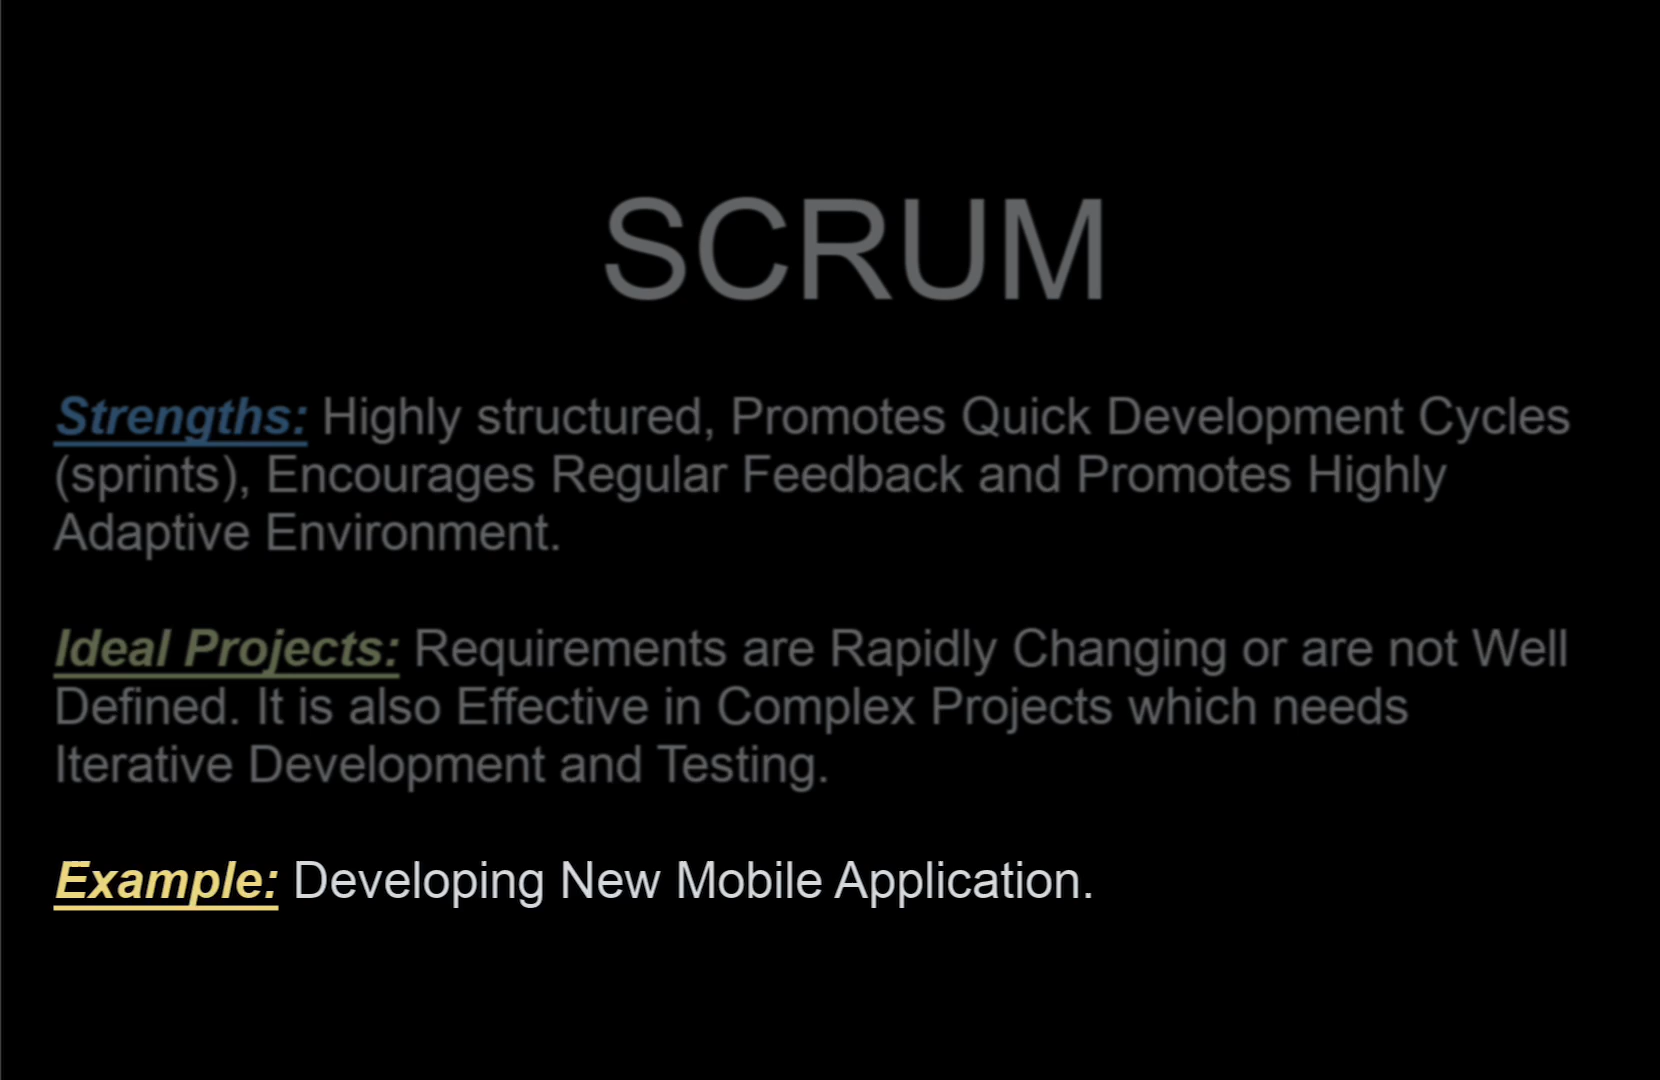 SCRUM
Strengths: Highly structured, Promotes Quick Development Cycles
(sprints), Encourages Regular Feedback and Promotes Highly
Adaptive Environment.
Ideal Projects: Requirements are Rapidly Changing or are not Well
Defined. It is also Effective in Complex Projects which needs
Iterative Development and Testing.
Example: Developing New Mobile Application.